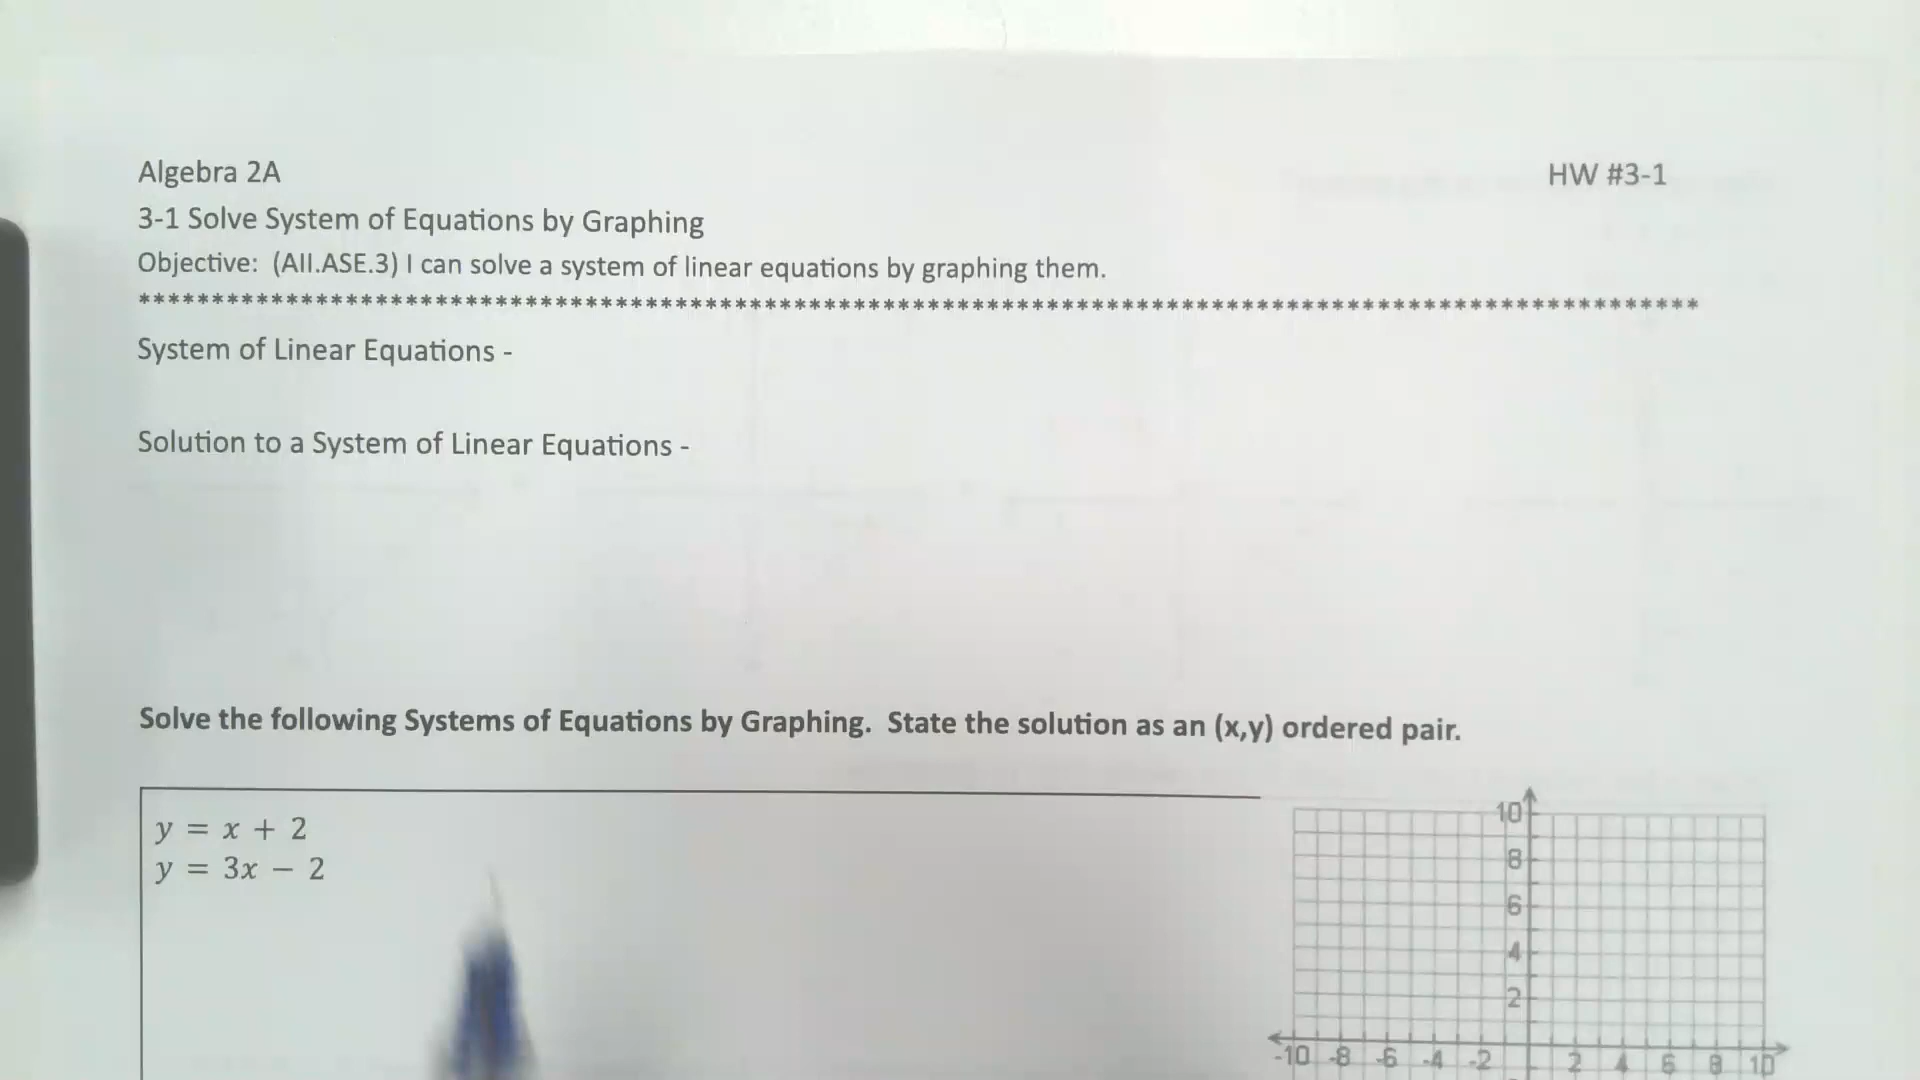 Algebra 2A
HW #3-1
3-1 Solve System of Equations by Graphing
Objective:  (AII.ASE.3) I can solve a system of linear equations by graphing them.
*********************************************************************************************************
System of Linear Equations -
Solution to a System of Linear Equations -
Solve the following Systems of Equations by Graphing.  State the solution as an (x,y) ordered pair.
y = x + 2
y = 3x − 2
10
8
6
4
2
-10 -8 -6 -4 -2 2 4 6 8 10